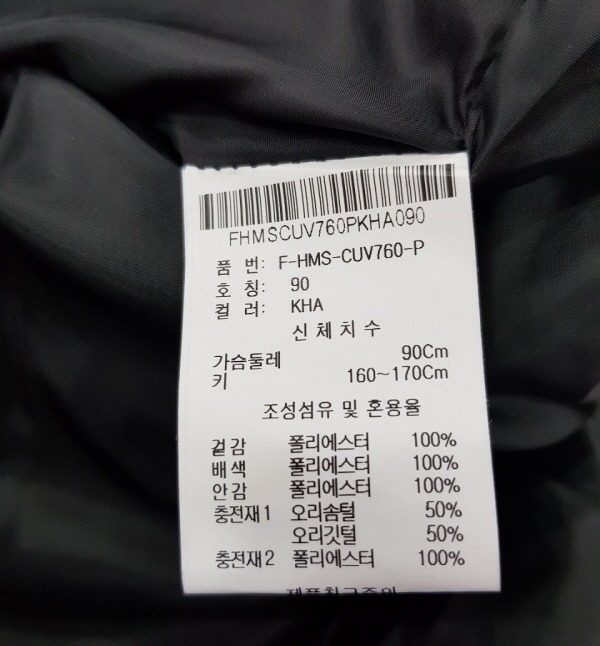 FHMSCUV760PKHA090
품 번: F-HMS-CUV760-P
호 칭: 90
컬 러: KHA
신 체 치 수
가슴둘레 90Cm
키 160~170Cm
조성섬유 및 혼용율
겉감 폴리에스터 100%
배색 폴리에스터 100%
안감 폴리에스터 100%
충전재1 오리솜털 50%
오리깃털 50%
충전재2 폴리에스터 100%